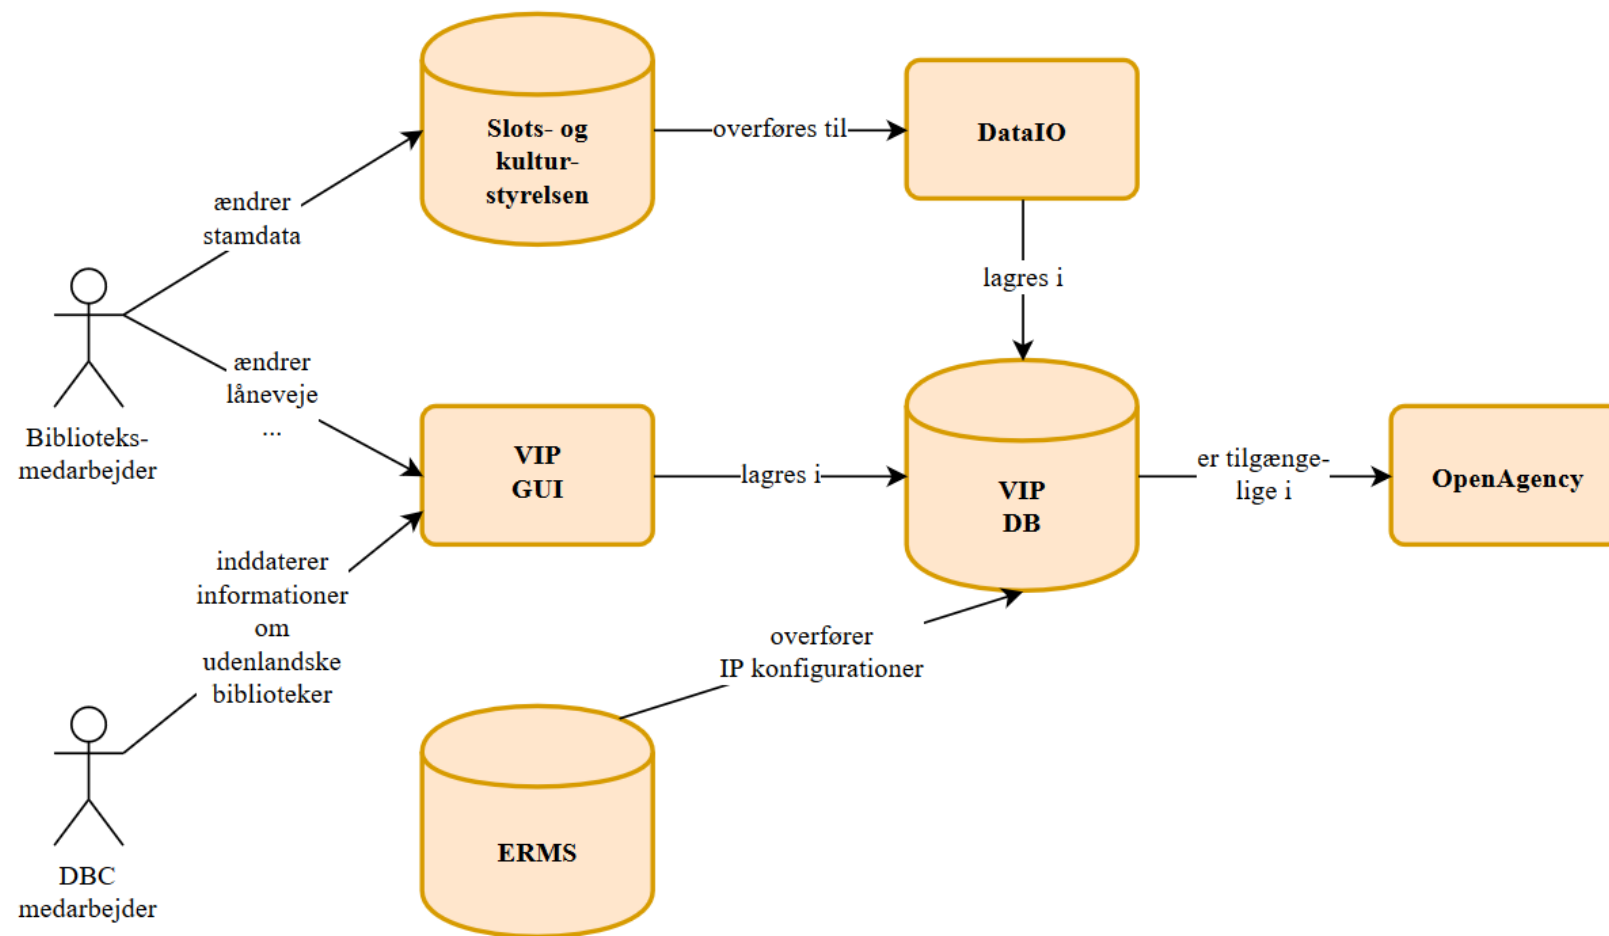 Slots- og
kultur-
styrelsen
overføres til
DataIO
ændrer
stamdata
lagres i
ændrer
låneveje
...
Biblioteks-
medarbejder
VIP
GUI
lagres i
VIP
DB
er tilgænge-
lige i
OpenAgency
inddaterer
informationer
om
udenlandske
biblioteker
overfører
IP konfigurationer
ERMS
DBC
medarbejder